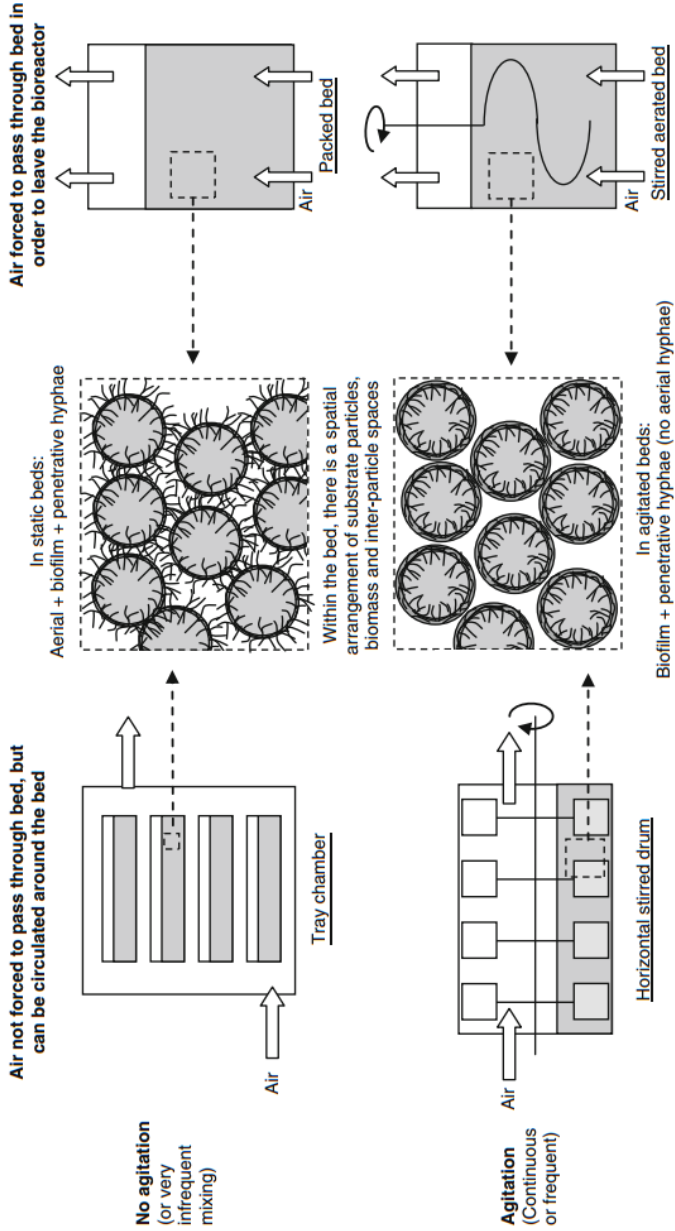 Air not forced to pass through bed, but
can be circulated around the bed
Air forced to pass through bed in
order to leave the bioreactor
No agitation
(or very
infrequent
mixing)
Air
Tray chamber
In static beds:
Aerial + biofilm + penetrative hyphae
Air
Packed bed
Within the bed, there is a spatial
arrangement of substrate particles,
biomass and inter-particle spaces
Agitation
(Continuous
or frequent)
Air
Horizontal stirred drum
In agitated beds:
Biofilm + penetrative hyphae (no aerial hyphae)
Air
Stirred aerated bed